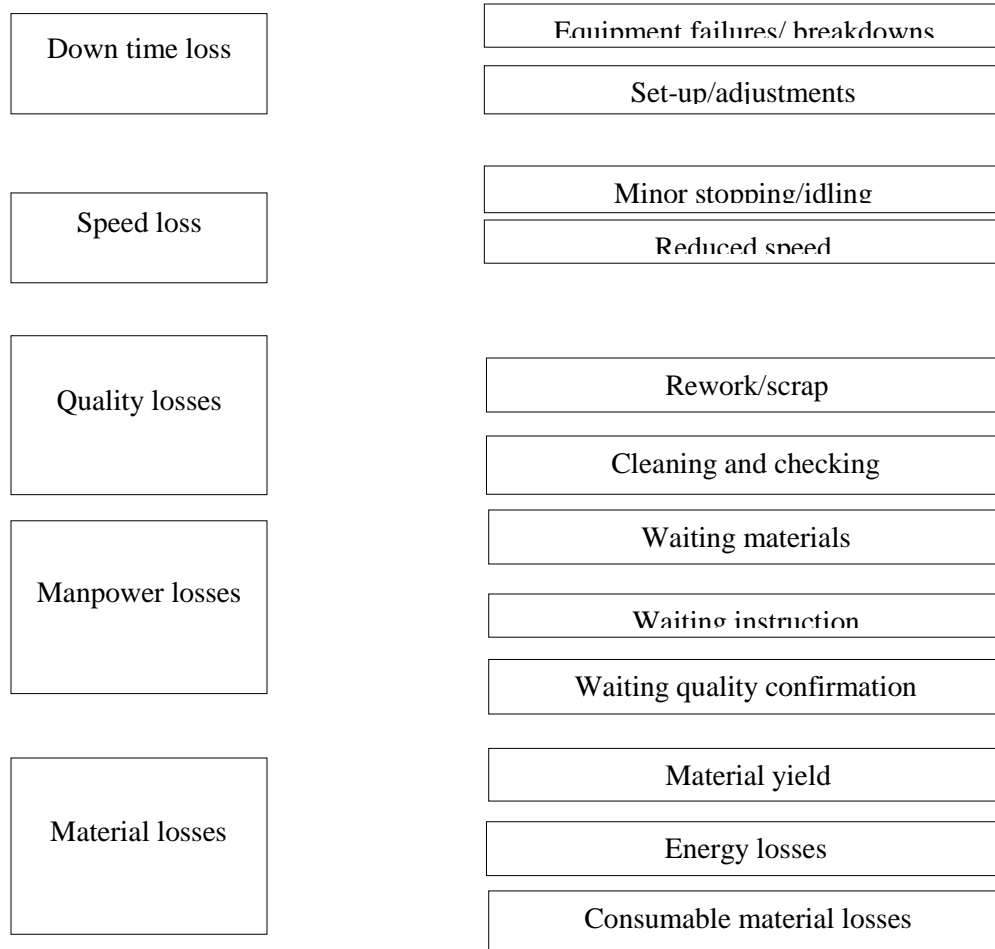 Down time loss
Equipment failures/ breakdowns
Set-up/adjustments
Speed loss
Minor stopping/idling
Reduced speed
Quality losses
Rework/scrap
Cleaning and checking
Manpower losses
Waiting materials
Waiting instruction
Waiting quality confirmation
Material losses
Material yield
Energy losses
Consumable material losses